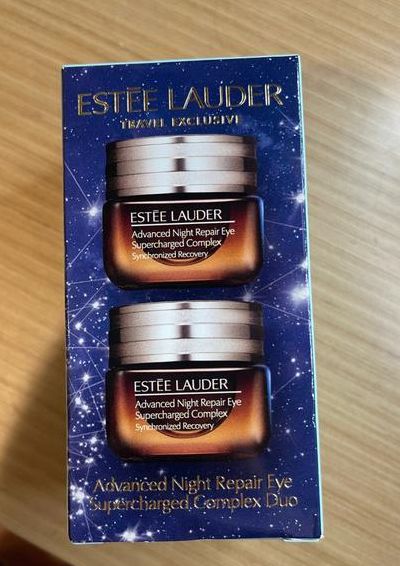 ESTĒE LAUDER
TRAVEL EXCLUSIVE
ESTĒE LAUDER
Advanced Night Repair Eye
Supercharged Complex
Synchronized Recovery
ESTĒE LAUDER
Advanced Night Repair Eye
Supercharged Complex
Synchronized Recovery
Advanced Night Repair Eye
Supercharged Complex Duo